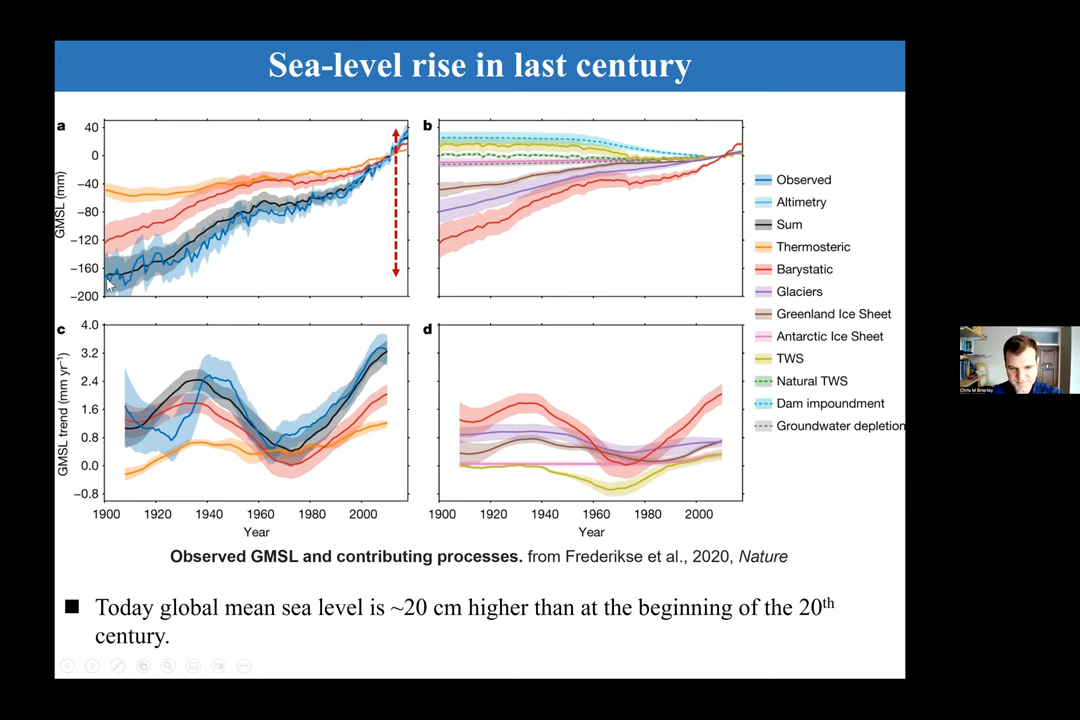 Sea-level rise in last century
a
40
0
−40
−80
−120
−160
−200
GMSL (mm)
b
Observed
Altimetry
Sum
Thermosteric
Barystatic
Glaciers
Greenland Ice Sheet
Antarctic Ice Sheet
TWS
Natural TWS
Dam impoundment
Groundwater depletion
c
4.0
3.2
2.4
1.6
0.8
0.0
−0.8
GMSL trend (mm yr⁻¹)
1900 1920 1940 1960 1980 2000
Year
d
1900 1920 1940 1960 1980 2000
Year
Observed GMSL and contributing processes. from Frederikse et al., 2020, Nature
Today global mean sea level is ~20 cm higher than at the beginning of the 20th
century.
Chris M Brierley